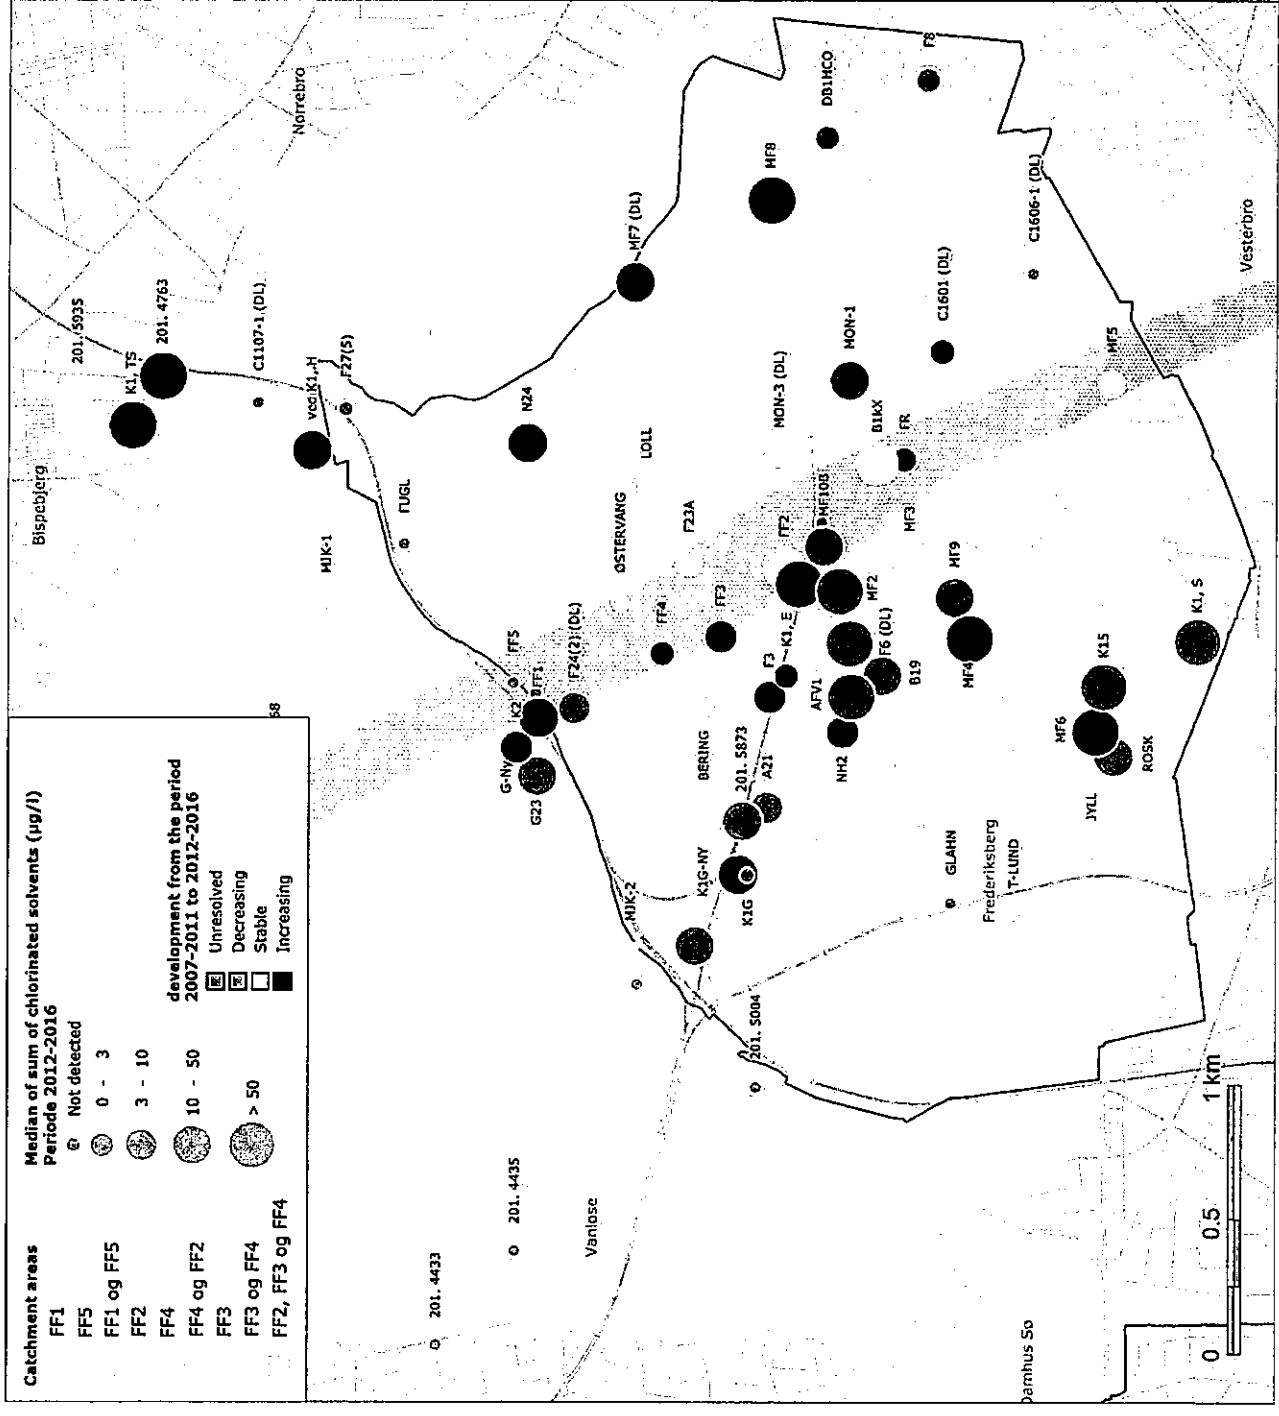 Catchment areas
FF1
FF5
FF1 og FF5
FF2
FF4
FF4 og FF2
FF3
FF3 og FF4
FF2, FF3 og FF4
Median of sum of chlorinated solvents (µg/l)
Periode 2012-2016
Not detected
0 - 3
3 - 10
10 - 50
> 50
development from the period
2007-2011 to 2012-2016
Unresolved
Decreasing
Stable
Increasing
Bispebjerg
201. 5935
K1, TS
201. 4763
Nørrebro
C1107-1 (DL)
ved K1, H
F27(5)
MJK-1
FUGL
68
N24
MF7 (DL)
LOLL
ØSTERVANG
F23A
FF5
K2
FF1
F24(2) (DL)
G-Ny
G23
FF4
FF3
FF2
MF10B
MON-3 (DL)
MON-1
B1kX
FR
MF3
MF8
DB1HCO
F8
C1601 (DL)
C1606-1 (DL)
Vesterbro
MF5
K1, E
F3
MF2
F6 (DL)
B19
AFV1
NH2
MF9
MF4
BERING
201. 5873
A21
K1G-NY
K1G
MJK-2
201. 5004
GLAHN
Frederiksberg
T-LUND
JYLL
MF6
ROSK
K15
K1, S
201. 4433
201. 4435
Vanløse
Damhus Sø
0
0.5
1 km